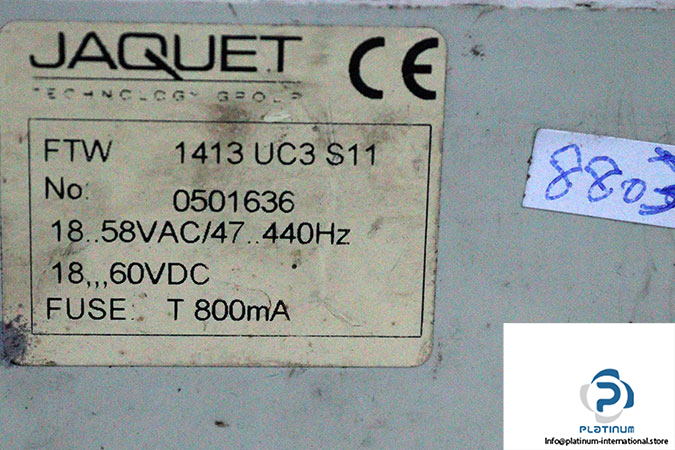 JAQUET
TECHNOLOGY GROUP
CE
FTW 1413 UC3 S11
No: 0501636
18..58VAC/47..440Hz
18,,,60VDC
FUSE: T 800mA
PLATINUM
Info@platinum-international.store